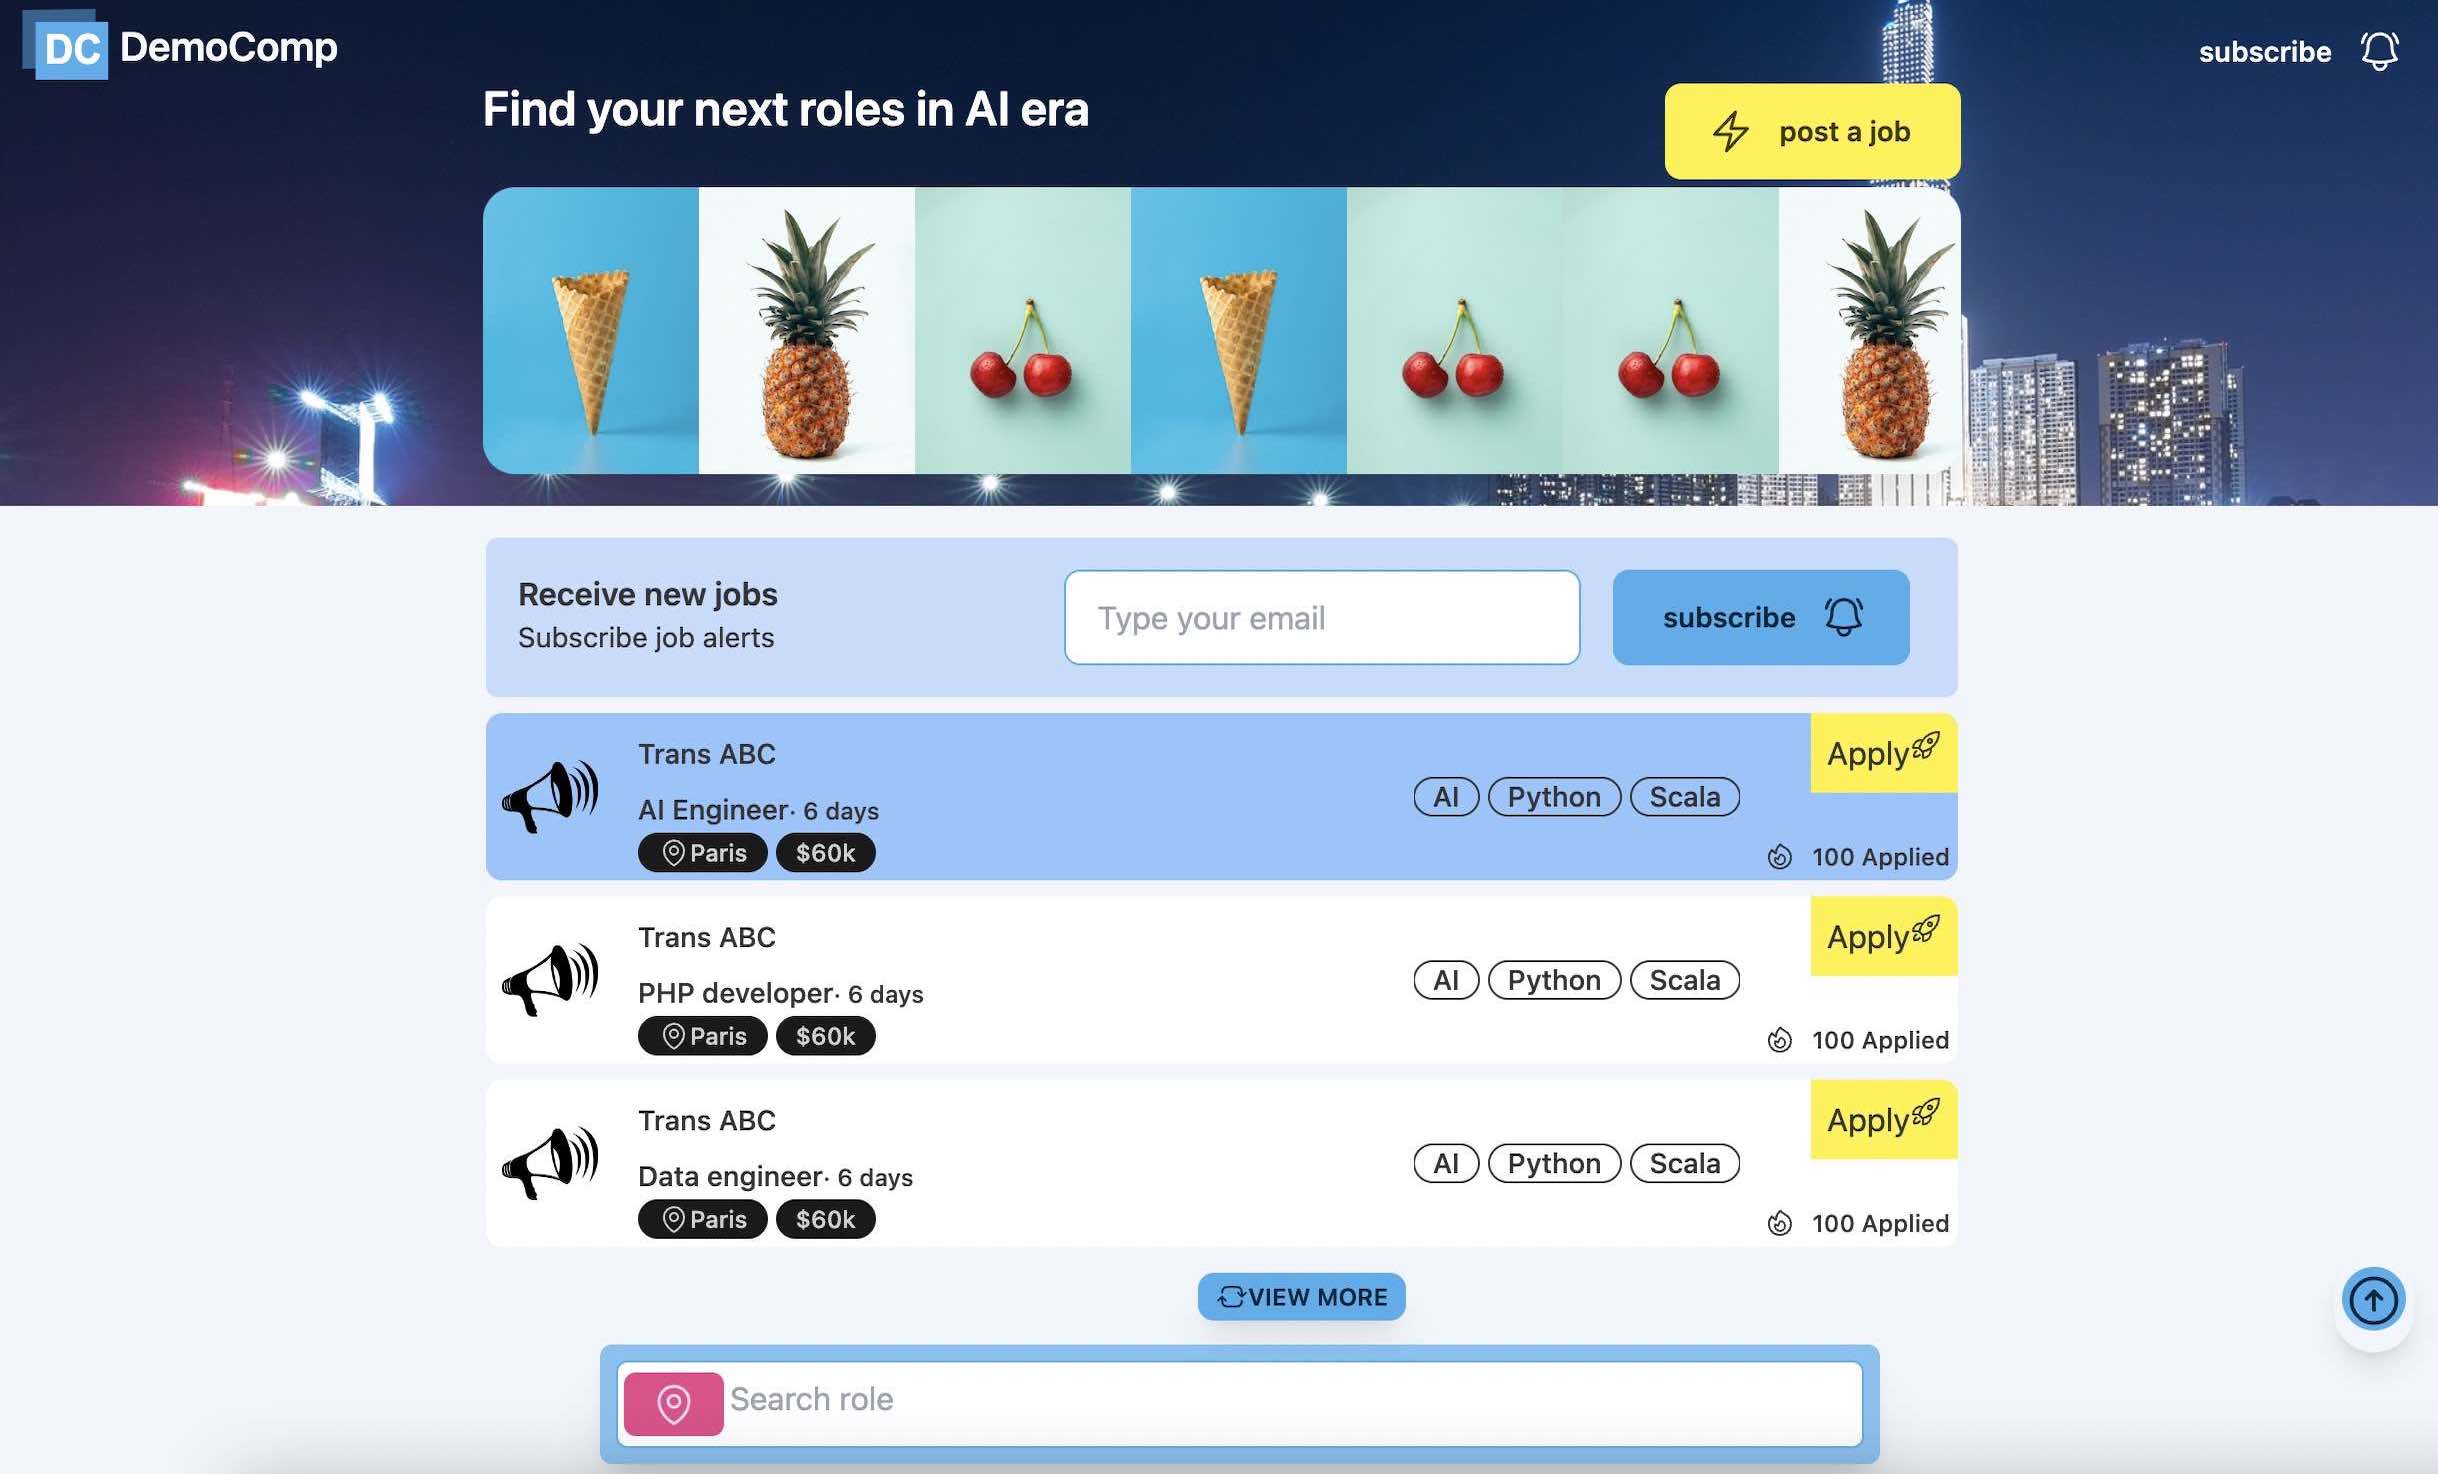 DC DemoComp
subscribe
Find your next roles in AI era
post a job
Receive new jobs
Subscribe job alerts
Type your email
subscribe
Trans ABC
AI Engineer· 6 days
Paris $60k
AI Python Scala
Apply
100 Applied
Trans ABC
PHP developer· 6 days
Paris $60k
AI Python Scala
Apply
100 Applied
Trans ABC
Data engineer· 6 days
Paris $60k
AI Python Scala
Apply
100 Applied
VIEW MORE
Search role